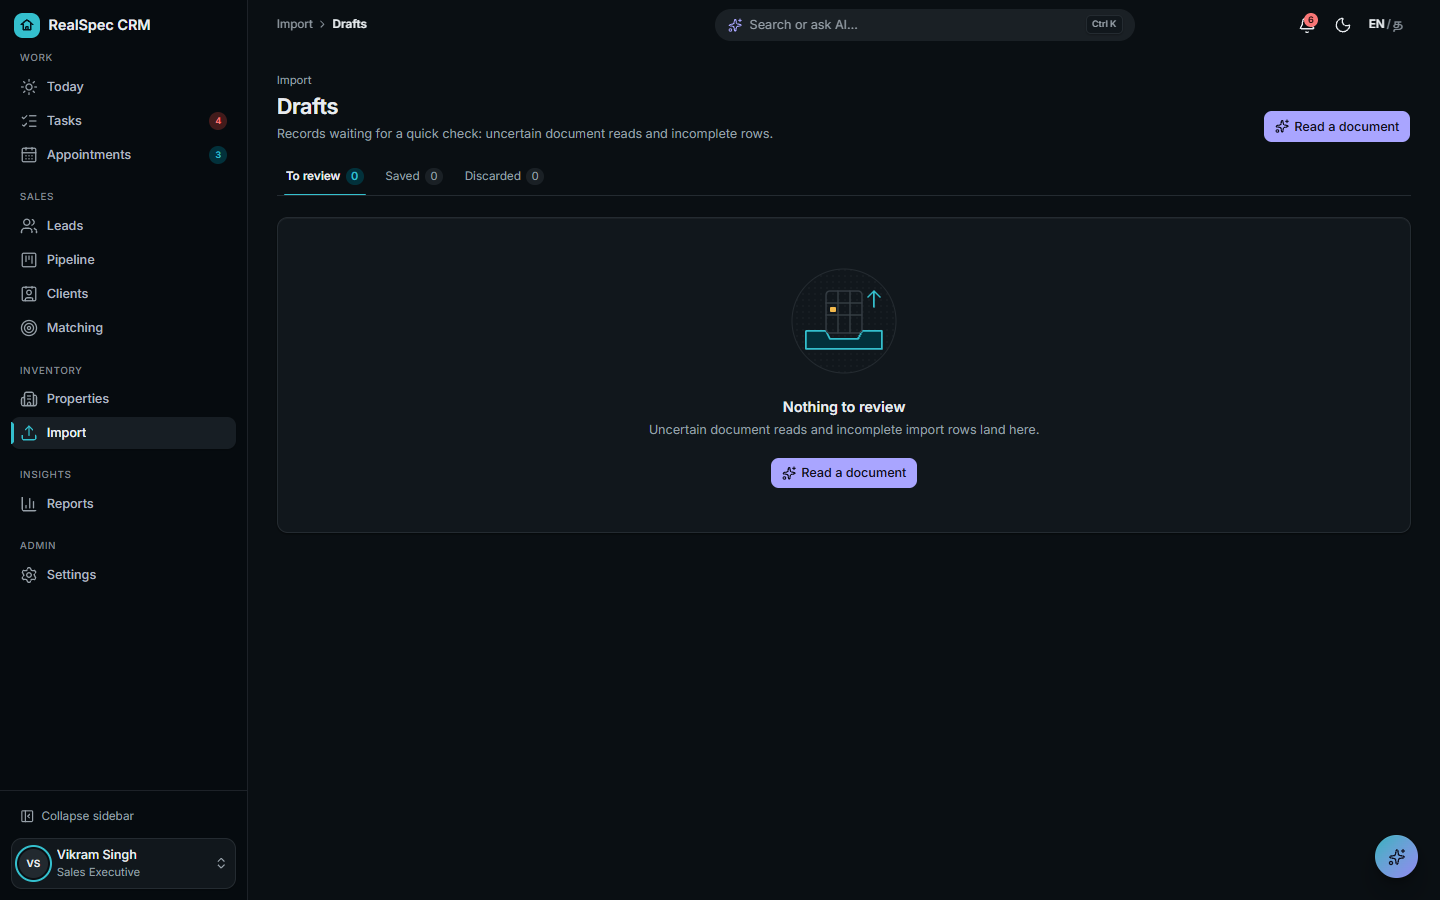 RealSpec CRM
WORK
Today
Tasks 4
Appointments 3
SALES
Leads
Pipeline
Clients
Matching
INVENTORY
Properties
Import
INSIGHTS
Reports
ADMIN
Settings
Collapse sidebar
VS
Vikram Singh
Sales Executive
Import > Drafts
Search or ask AI...
Ctrl K
6
EN / த
Import
Drafts
Records waiting for a quick check: uncertain document reads and incomplete rows.
Read a document
To review 0 Saved 0 Discarded 0
Nothing to review
Uncertain document reads and incomplete import rows land here.
Read a document